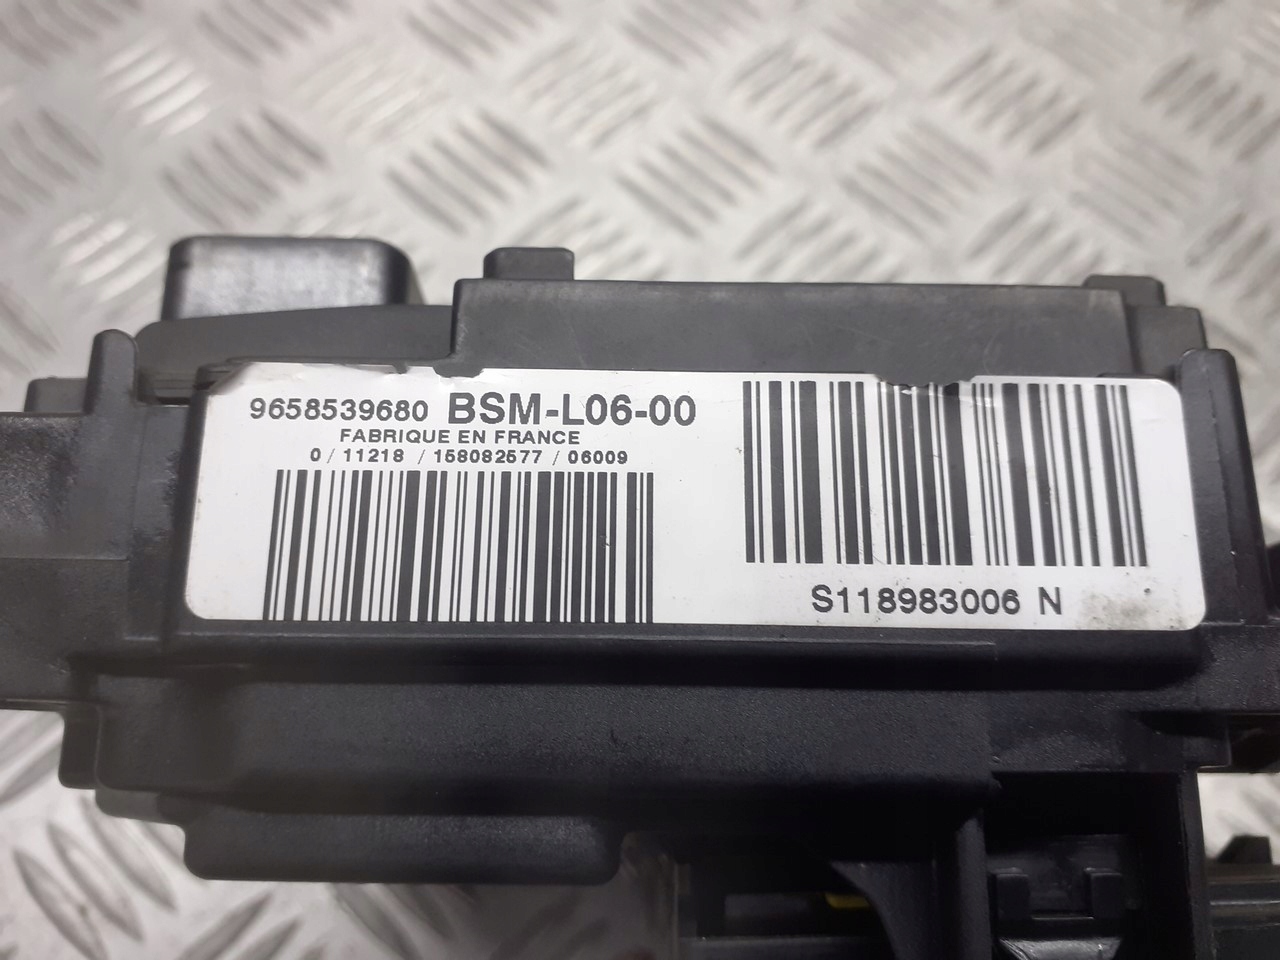 9658539680 BSM-L06-00
FABRIQUE EN FRANCE
0 / 11218 / 158082577 / 06009
S118983006 N